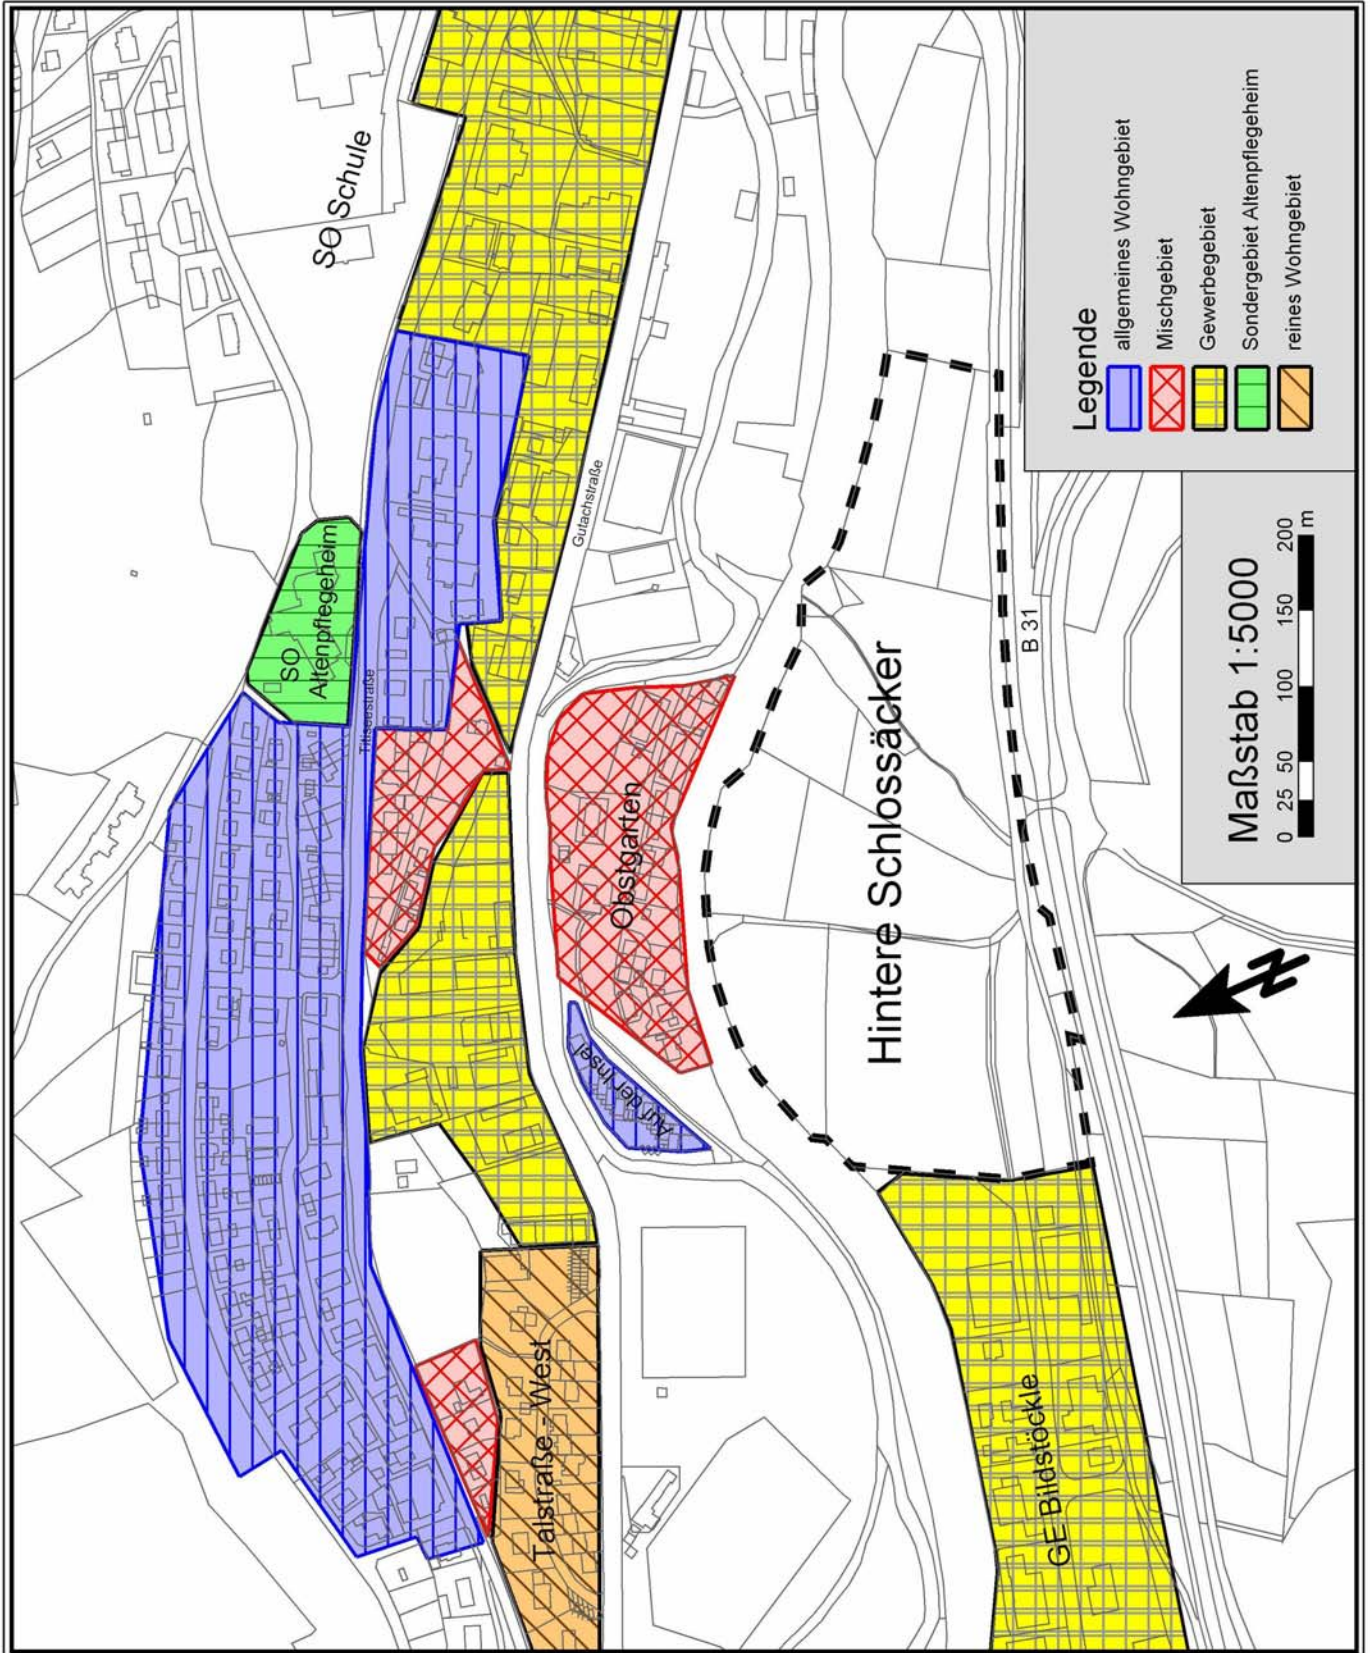 SO Schule
SO
Altenpflegeheim
Titiseestraße
Gutachstraße
Obstgarten
Auf der Insel
Talstraße - West
Hintere Schlossäcker
B 31
GE Bildstöckle
Legende
allgemeines Wohngebiet
Mischgebiet
Gewerbegebiet
Sondergebiet Altenpflegeheim
reines Wohngebiet
Maßstab 1:5000
0 25 50 100 150 200
m
N